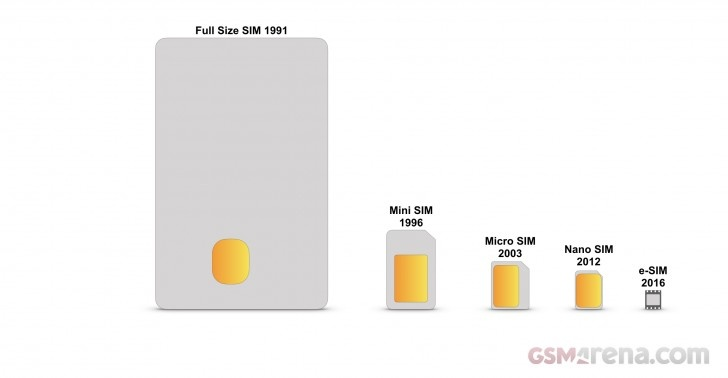 Full Size SIM 1991
Mini SIM
1996
Micro SIM
2003
Nano SIM
2012
e-SIM
2016
GSMArena.com